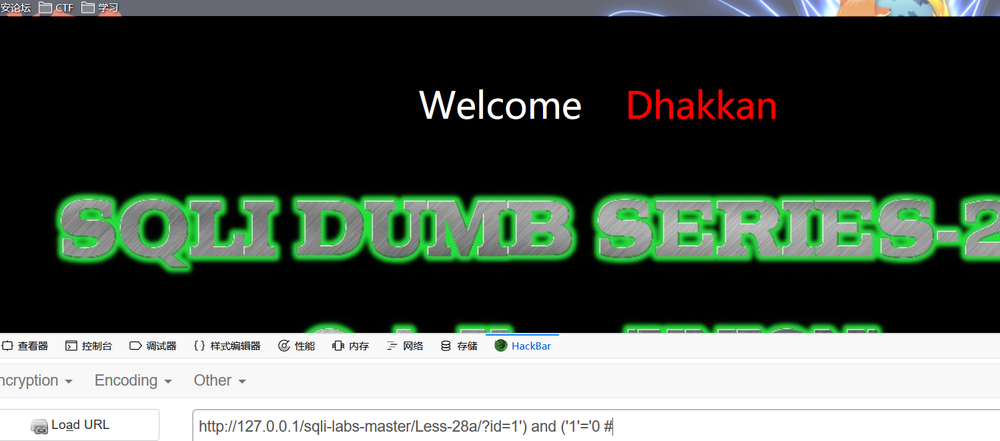 安论坛 CTF 学习
Welcome Dhakkan
SQLI DUMB SERIES-2
查看器 控制台 调试器 样式编辑器 性能 内存 网络 存储 HackBar
ncryption Encoding Other
Load URL
http://127.0.0.1/sqli-labs-master/Less-28a/?id=1') and ('1'='0 #